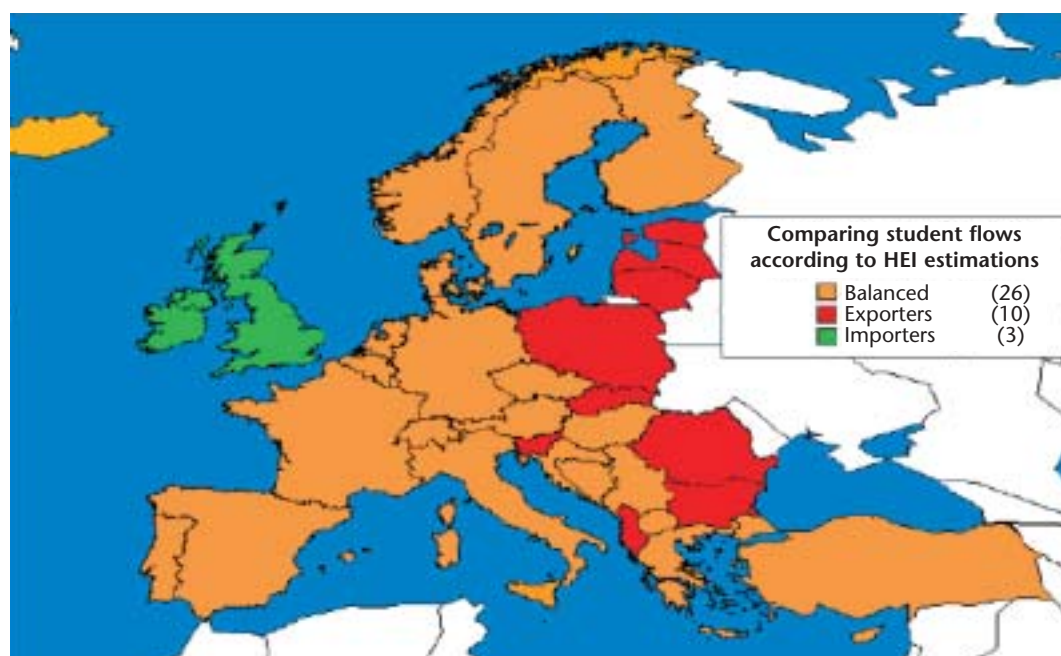 Comparing student flows
according to HEI estimations
Balanced (26)
Exporters (10)
Importers (3)